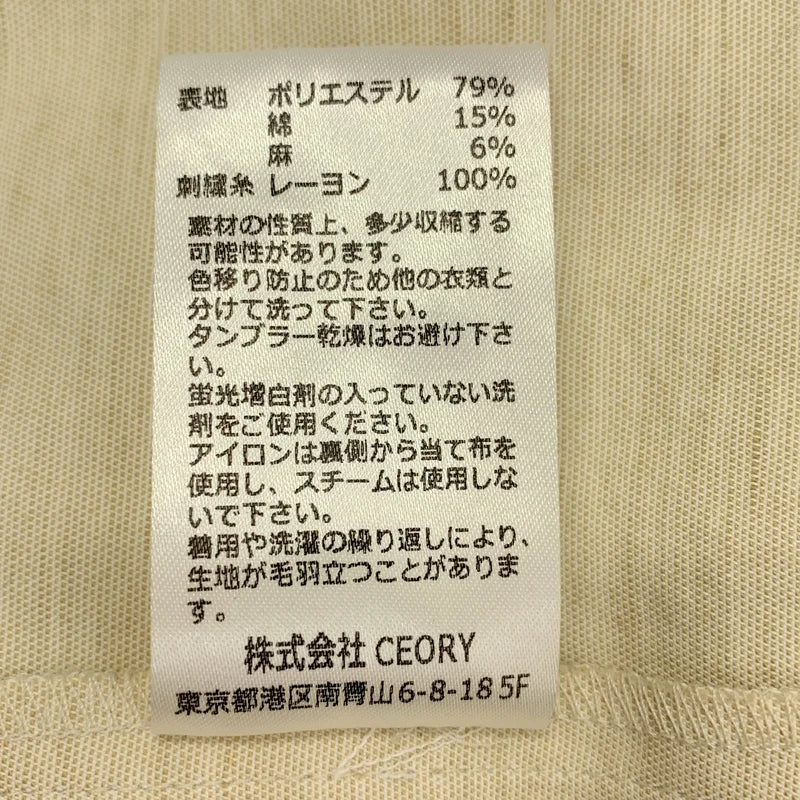 表地 ポリエステル 79%
綿 15%
麻 6%
刺繍糸 レーヨン 100%
素材の性質上、多少収縮する
可能性があります。
色移り防止のため他の衣類と
分けて洗って下さい。
タンブラー乾燥はお避け下さ
い。
蛍光増白剤の入っていない洗
剤をご使用ください。
アイロンは裏側から当て布を
使用し、スチームは使用しな
いで下さい。
着用や洗濯の繰り返しにより、
生地が毛羽立つことがありま
す。
株式会社 CEORY
東京都港区南青山6-8-18 5F